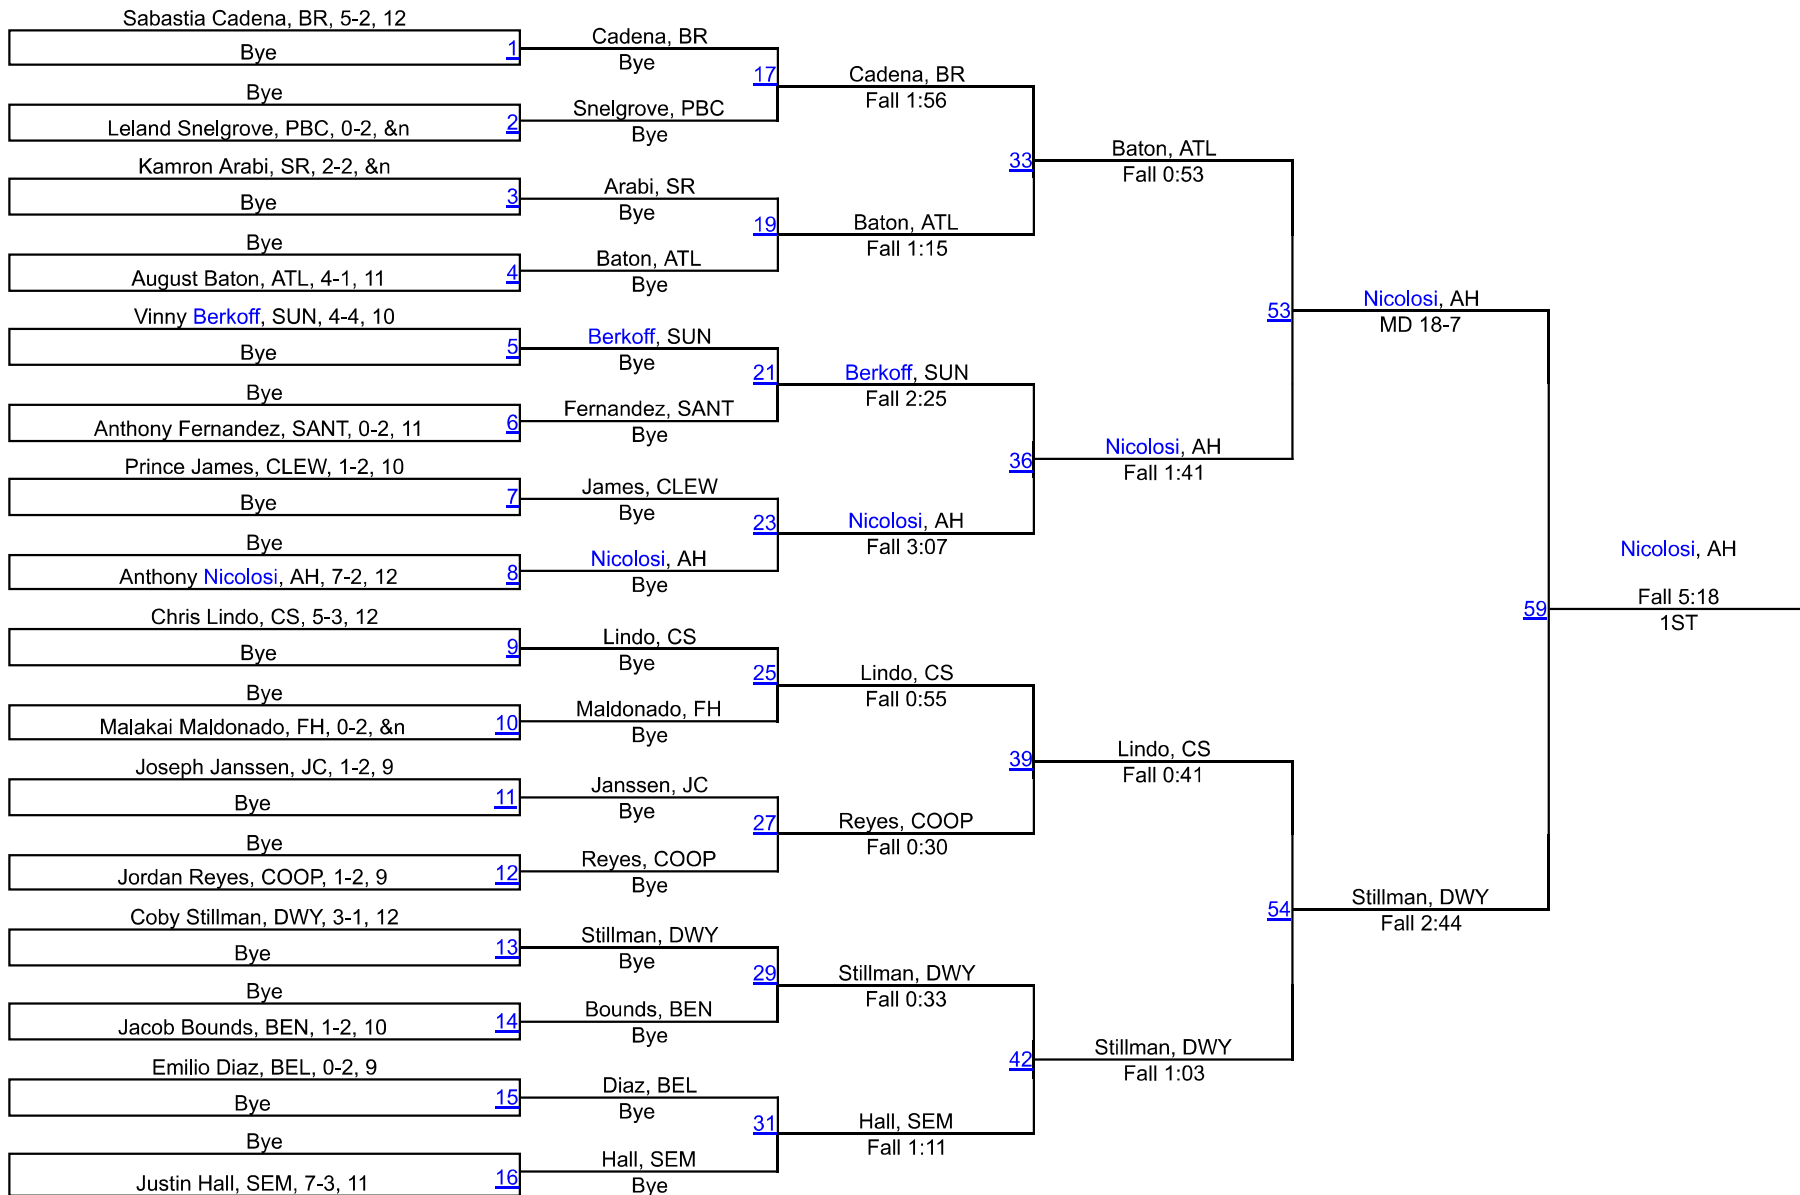 Sabastia Cadena, BR, 5-2, 12
Bye
1
Bye
Leland Snelgrove, PBC, 0-2, &n
2
Kamron Arabi, SR, 2-2, &n
Bye
3
Bye
August Baton, ATL, 4-1, 11
4
Vinny Berkoff, SUN, 4-4, 10
Bye
5
Bye
Anthony Fernandez, SANT, 0-2, 11
6
Prince James, CLEW, 1-2, 10
Bye
7
Bye
Anthony Nicolosi, AH, 7-2, 12
8
Chris Lindo, CS, 5-3, 12
Bye
9
Bye
Malakai Maldonado, FH, 0-2, &n
10
Joseph Janssen, JC, 1-2, 9
Bye
11
Bye
Jordan Reyes, COOP, 1-2, 9
12
Coby Stillman, DWY, 3-1, 12
Bye
13
Bye
Jacob Bounds, BEN, 1-2, 10
14
Emilio Diaz, BEL, 0-2, 9
Bye
15
Bye
Justin Hall, SEM, 7-3, 11
16
Cadena, BR
Bye
17
Snelgrove, PBC
Bye
Arabi, SR
Bye
19
Baton, ATL
Bye
Berkoff, SUN
Bye
21
Fernandez, SANT
Bye
James, CLEW
Bye
23
Nicolosi, AH
Bye
Lindo, CS
Bye
25
Maldonado, FH
Bye
Janssen, JC
Bye
27
Reyes, COOP
Bye
Stillman, DWY
Bye
29
Bounds, BEN
Bye
Diaz, BEL
Bye
31
Hall, SEM
Bye
Cadena, BR
Fall 1:56
33
Baton, ATL
Fall 1:15
Berkoff, SUN
Fall 2:25
36
Nicolosi, AH
Fall 3:07
Lindo, CS
Fall 0:55
39
Reyes, COOP
Fall 0:30
Stillman, DWY
Fall 0:33
42
Hall, SEM
Fall 1:11
Baton, ATL
Fall 0:53
53
Nicolosi, AH
Fall 1:41
Lindo, CS
Fall 0:41
54
Stillman, DWY
Fall 1:03
Nicolosi, AH
MD 18-7
59
Stillman, DWY
Fall 2:44
Nicolosi, AH
Fall 5:18
1ST